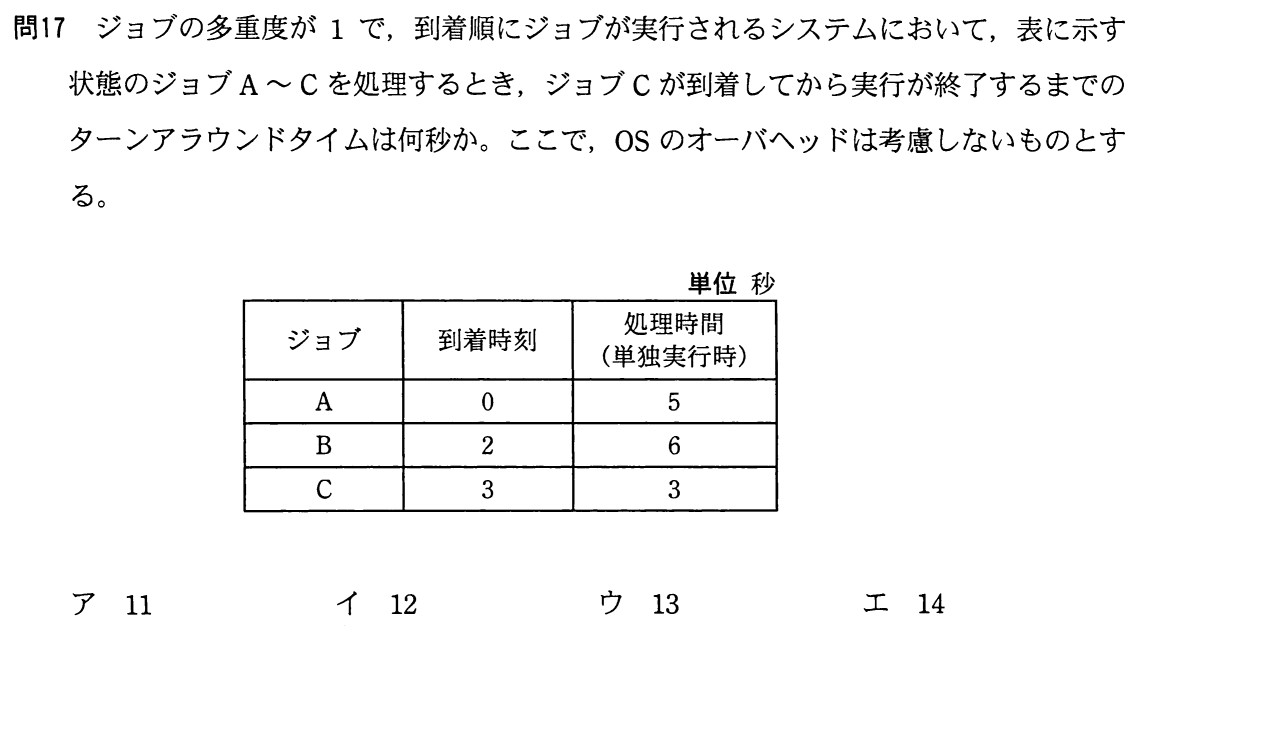 問17 ジョブの多重度が 1 で，到着順にジョブが実行されるシステムにおいて，表に示す
状態のジョブ A ～ C を処理するとき，ジョブ C が到着してから実行が終了するまでの
ターンアラウンドタイムは何秒か。ここで，OS のオーバヘッドは考慮しないものとす
る。
単位 秒
ジョブ 到着時刻 処理時間
（単独実行時）
A 0 5
B 2 6
C 3 3
ア 11 イ 12 ウ 13 エ 14